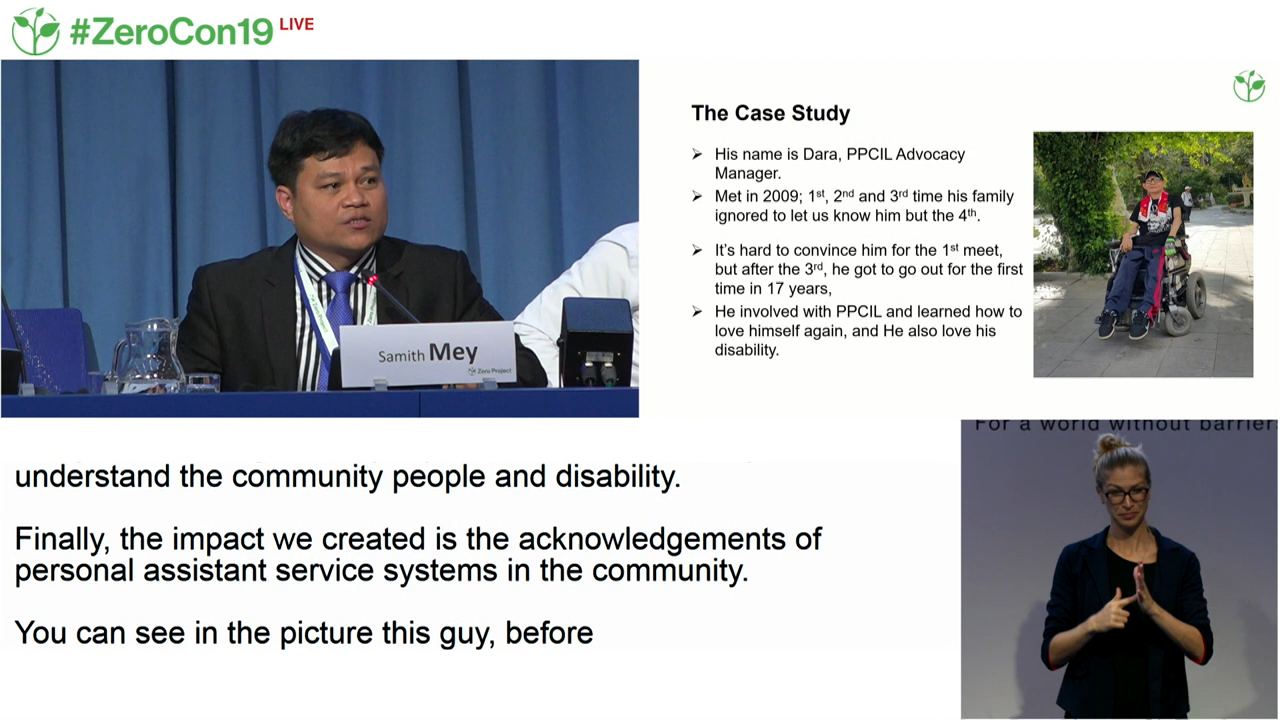 #ZeroCon19 LIVE
The Case Study
➢ His name is Dara, PPCIL Advocacy
Manager.
➢ Met in 2009; 1st, 2nd and 3rd time his family
ignored to let us know him but the 4th.
➢ It's hard to convince him for the 1st meet,
but after the 3rd, he got to go out for the first
time in 17 years,
➢ He involved with PPCIL and learned how to
love himself again, and He also love his
disability.
Samith Mey
Zero Project
For a world without barrier
understand the community people and disability.
Finally, the impact we created is the acknowledgements of
personal assistant service systems in the community.
You can see in the picture this guy, before